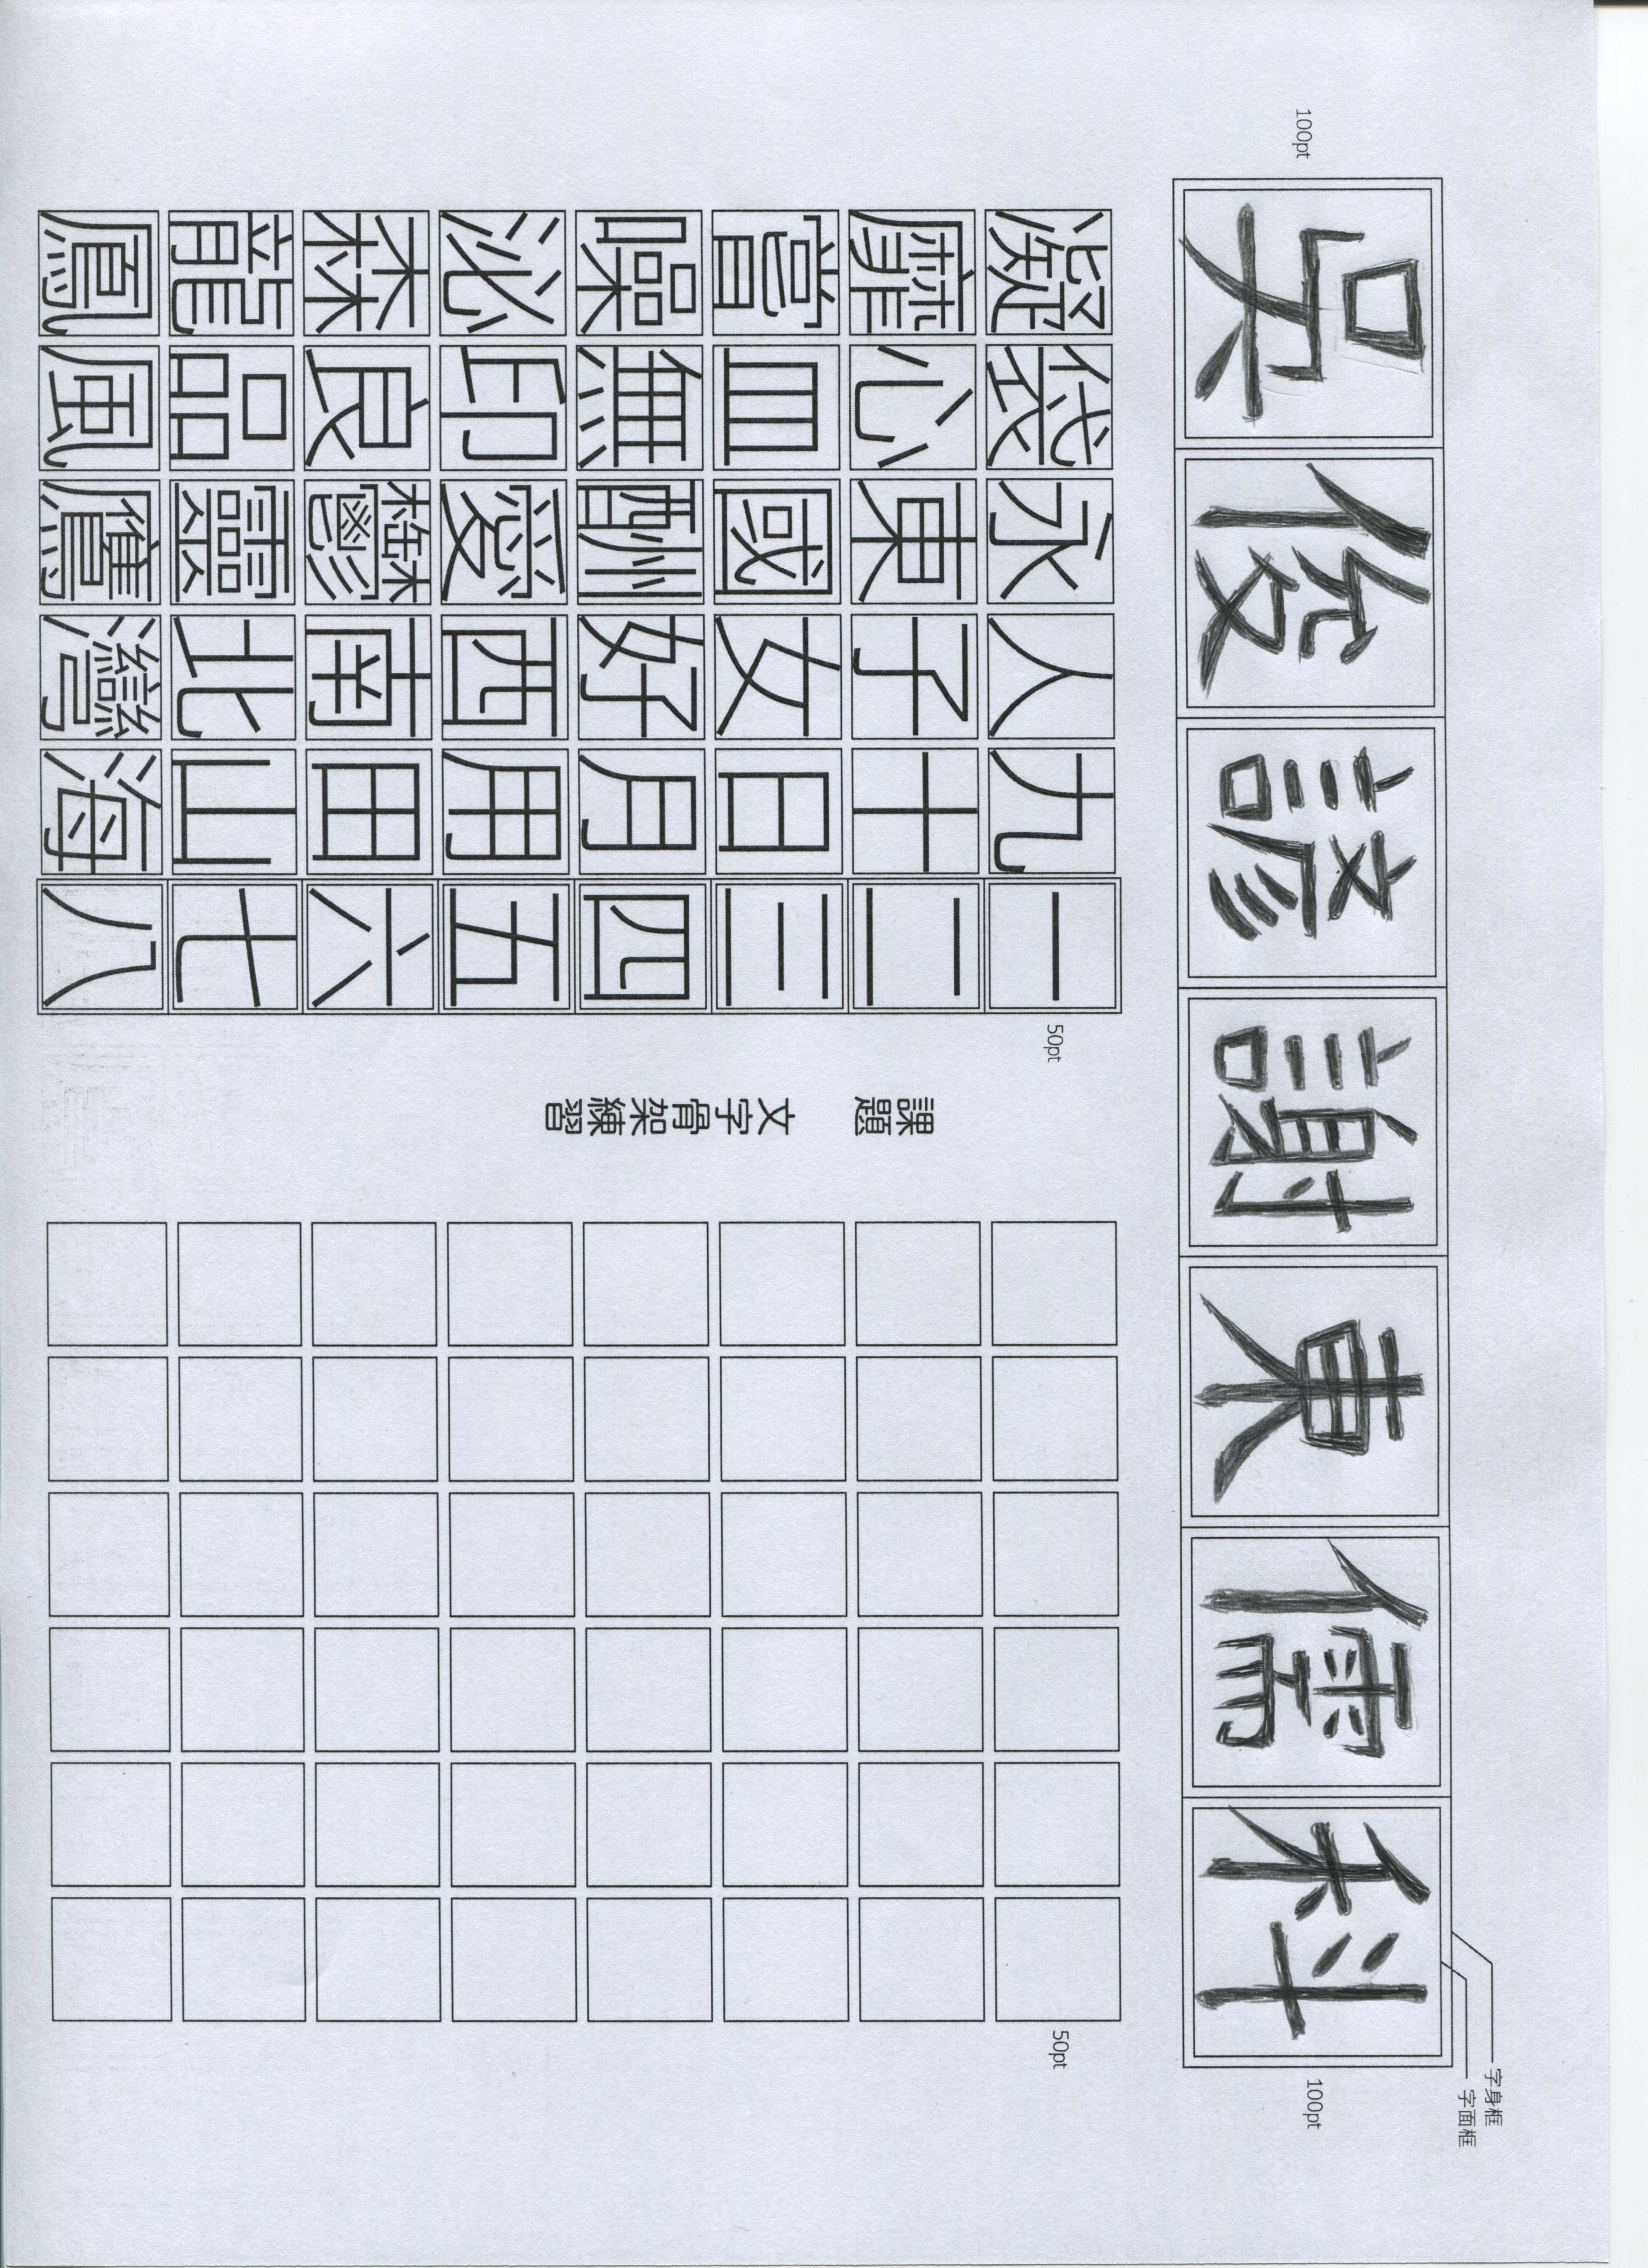 字身框
字面框
100pt
吳俊諺謝東儒科
100pt
50pt
課題 文字骨架練習
50pt
一二三四五六七八
九十日月用田山海
人子女好西南北灣
永東國酬愛鬱靈鷹
袋心皿無印良品風
凝靡嘗噪泌森龍鳳